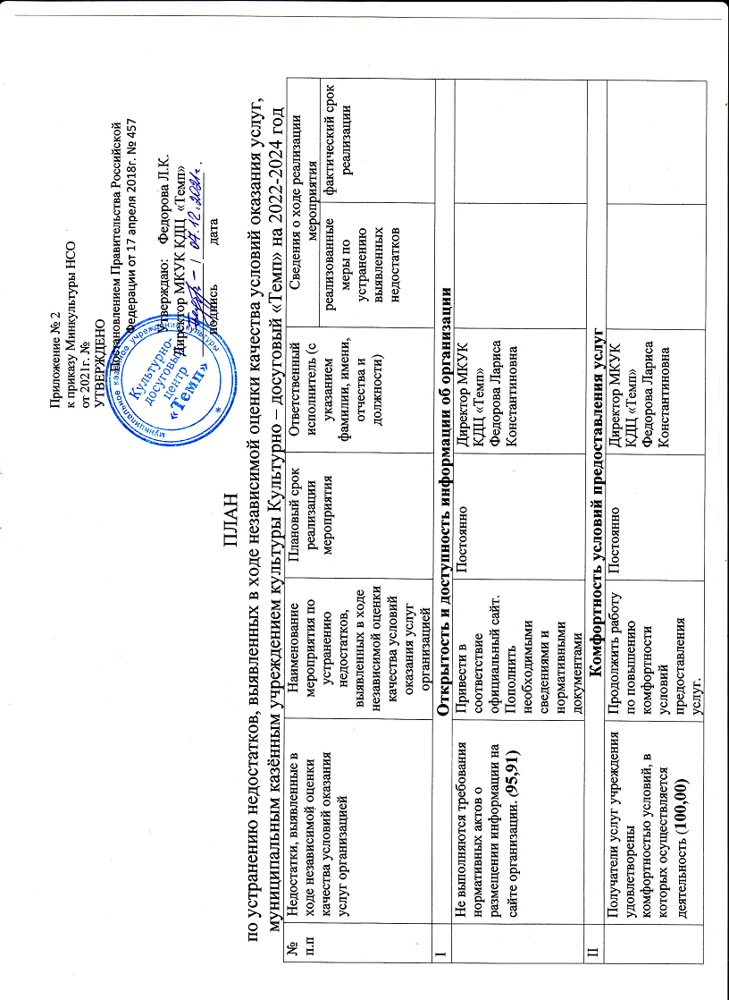 Приложение № 2
к приказу Минкультуры НСО
от 2021г. №
УТВЕРЖДЕНО
Постановлением Правительства Российской
Федерации от 17 апреля 2018г. № 457
Утверждаю: Федорова Л.К.
Директор МКУК КДЦ «Темп»
07.12.2021г.
подпись дата
муниципальное казенное учреждение культуры
Культурно-
досуговый
центр
«Темп»
ПЛАН
по устранению недостатков, выявленных в ходе независимой оценки качества условий оказания услуг,
муниципальным казённым учреждением культуры Культурно – досуговый «Темп» на 2022-2024 год
№
п.п
Недостатки, выявленные в
ходе независимой оценки
качества условий оказания
услуг организацией
Наименование
мероприятия по
устранению
недостатков,
выявленных в ходе
независимой оценки
качества условий
оказания услуг
организацией
Плановый срок
реализации
мероприятия
Ответственный
исполнитель (с
указанием
фамилии, имени,
отчества и
должности)
Сведения о ходе реализации
мероприятия
реализованные
меры по
устранению
выявленных
недостатков
фактический срок
реализации
I
Открытость и доступность информации об организации
Не выполняются требования
нормативных актов о
размещении информации на
сайте организации. (95,91)
Привести в
соответствие
официальный сайт.
Пополнить
необходимыми
сведениями и
нормативными
документами
Постоянно
Директор МКУК
КДЦ «Темп»
Федорова Лариса
Константиновна
II
Комфортность условий предоставления услуг
Получатели услуг учреждения
удовлетворены
комфортностью условий, в
которых осуществляется
деятельность (100,00)
Продолжить работу
по повышению
комфортности
условий
предоставления
услуг.
Постоянно
Директор МКУК
КДЦ «Темп»
Федорова Лариса
Константиновна